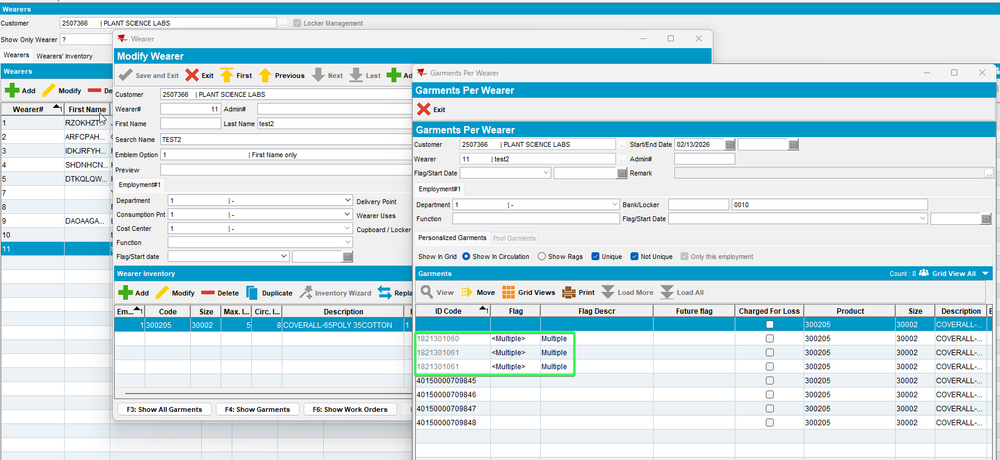 Wearers
Customer 2507366 | PLANT SCIENCE LABS ... Locker Management
Show Only Wearer ?
Wearers Wearers' Inventory
Wearers
Add Modify De
Wearer# 1 First Name
1 RZOKHZT...
2 ARFCPAH...
3 IDKJRFYH...
4 SHDNHCN...
5 DTKQLQW...
7
8
9 DAOAAGA...
10
11
Wearer
Modify Wearer
Save and Exit Exit First Previous Next Last Ad
Customer 2507366 | PLANT SCIENCE LABS
Wearer# 11 Admin#
First Name Last Name test2
Search Name TEST2
Emblem Option 1 | First Name only
Preview
Employment#1
Department 1 | - Delivery Point
Consumption Pnt 1 | - Wearer Uses
Cost Center 1 | - Cupboard / Locker
Function
Flag/Start date 16
Wearer Inventory
Add Modify Delete Duplicate Inventory Wizard Repla
Em... 1 Code Size Max. I... Circ. I... Description
1 300205 30002 5 8 COVERALL-65POLY 35COTTON 1
F3: Show All Garments F4: Show Garments F6: Show Work Orders
Garments Per Wearer
Garments Per Wearer
Exit
Garments Per Wearer
Customer 2507366 | PLANT SCIENCE LABS ... Start/End Date 02/13/2026 16 16
Wearer 11 | test2 ... Admin#
Flag/Start Date 16 Remark ...
Employment#1
Department 1 | - Bank/Locker 0010
Function Flag/Start Date 16
Personalized Garments Pool Garments
Show In Grid Show In Circulation Show Rags Unique Not Unique Only this employment
Garments Count : 8 Grid View All
View Move Grid Views Print Load More Load All
ID Code 1 Flag Flag Descr Future flag Charged For Loss Product Size Description E
300205 30002 COVERALL-...
1821301060 <Multiple> Multiple 300205 30002 COVERALL-...
1821301061 <Multiple> Multiple 300205 30002 COVERALL-...
1821301061 <Multiple> Multiple 300205 30002 COVERALL-...
40150000709845 300205 30002 COVERALL-...
40150000709846 300205 30002 COVERALL-...
40150000709847 300205 30002 COVERALL-...
40150000709848 300205 30002 COVERALL-...